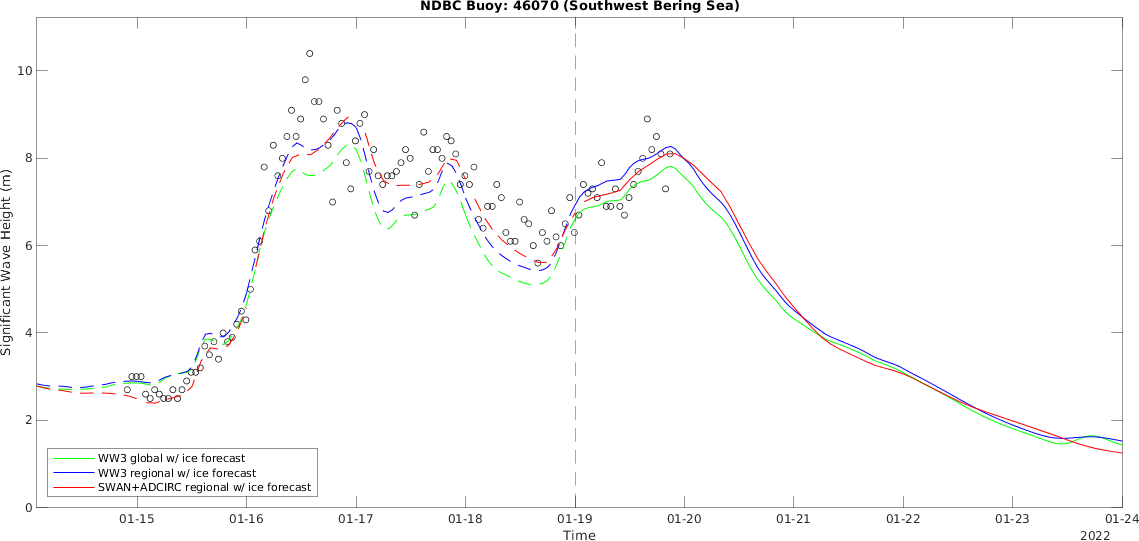 NDBC Buoy: 46070 (Southwest Bering Sea)
Significant Wave Height (m)
10
8
6
4
2
0
WW3 global w/ ice forecast
WW3 regional w/ ice forecast
SWAN+ADCIRC regional w/ ice forecast
01-15 01-16 01-17 01-18 01-19 01-20 01-21 01-22 01-23 01-24
Time
2022